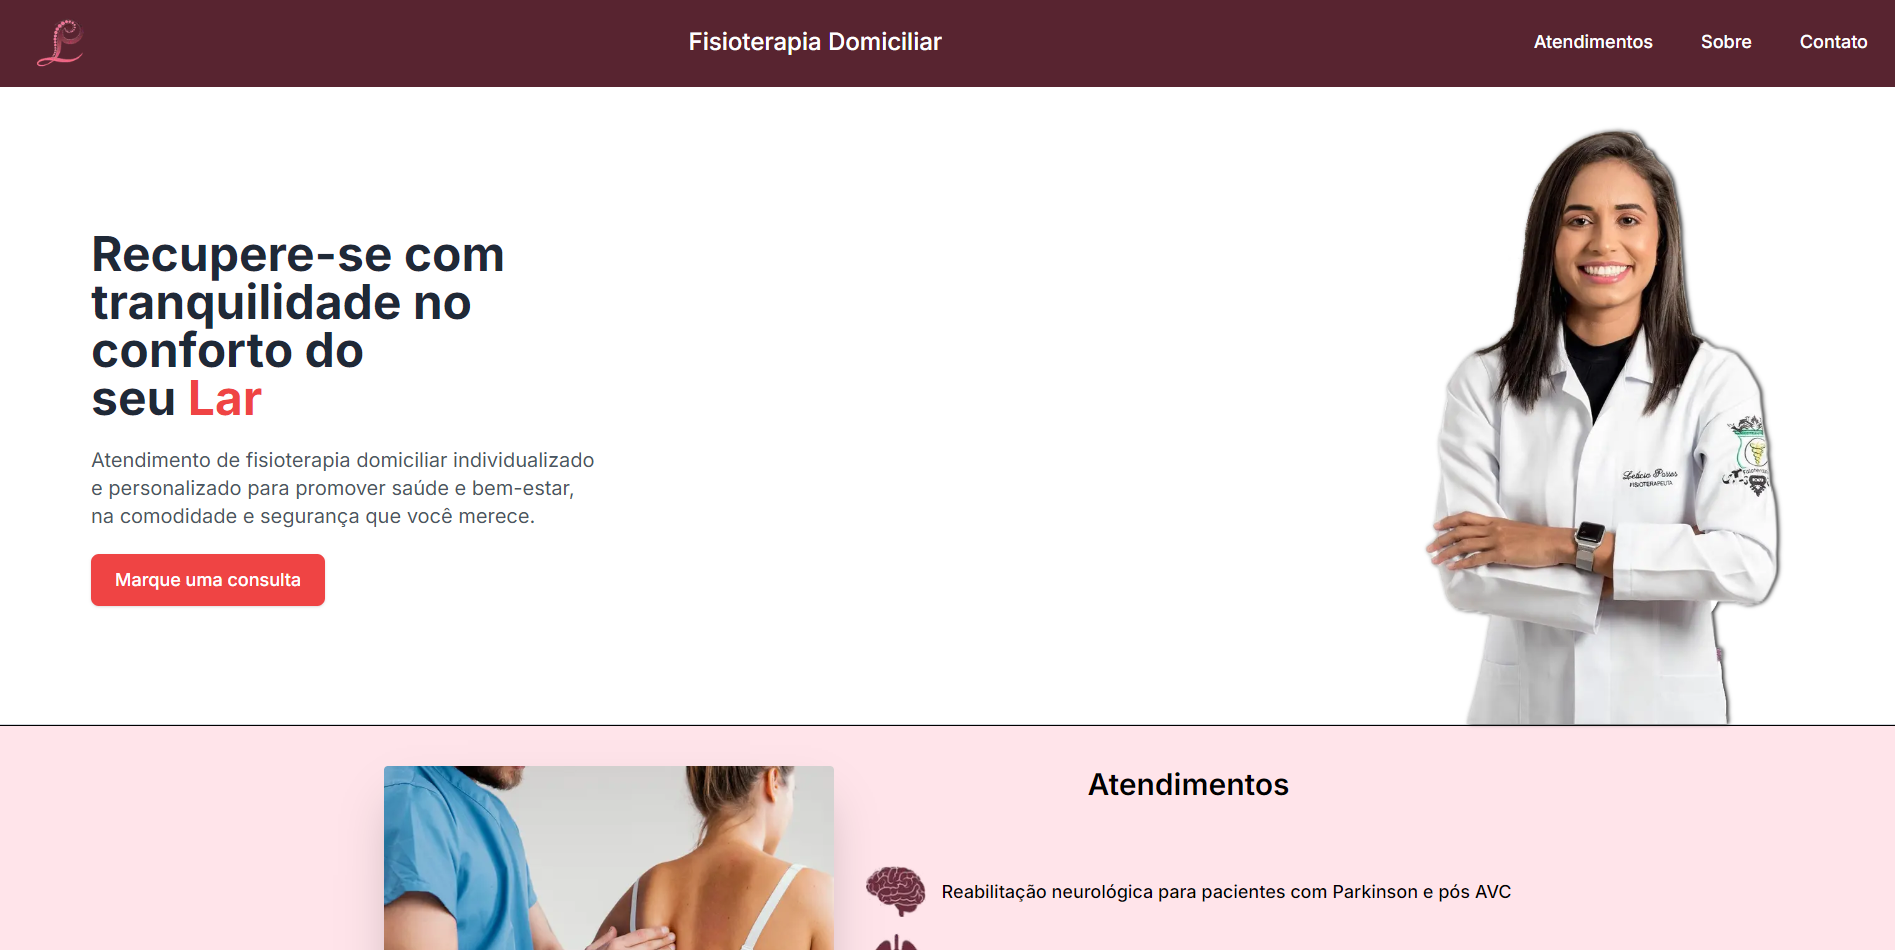 Fisioterapia Domiciliar
Atendimentos
Sobre
Contato
Recupere-se com
tranquilidade no
conforto do
seu Lar
Atendimento de fisioterapia domiciliar individualizado
e personalizado para promover saúde e bem-estar,
na comodidade e segurança que você merece.
Marque uma consulta
Letícia Passos
FISIOTERAPEUTA
Atendimentos
Reabilitação neurológica para pacientes com Parkinson e pós AVC